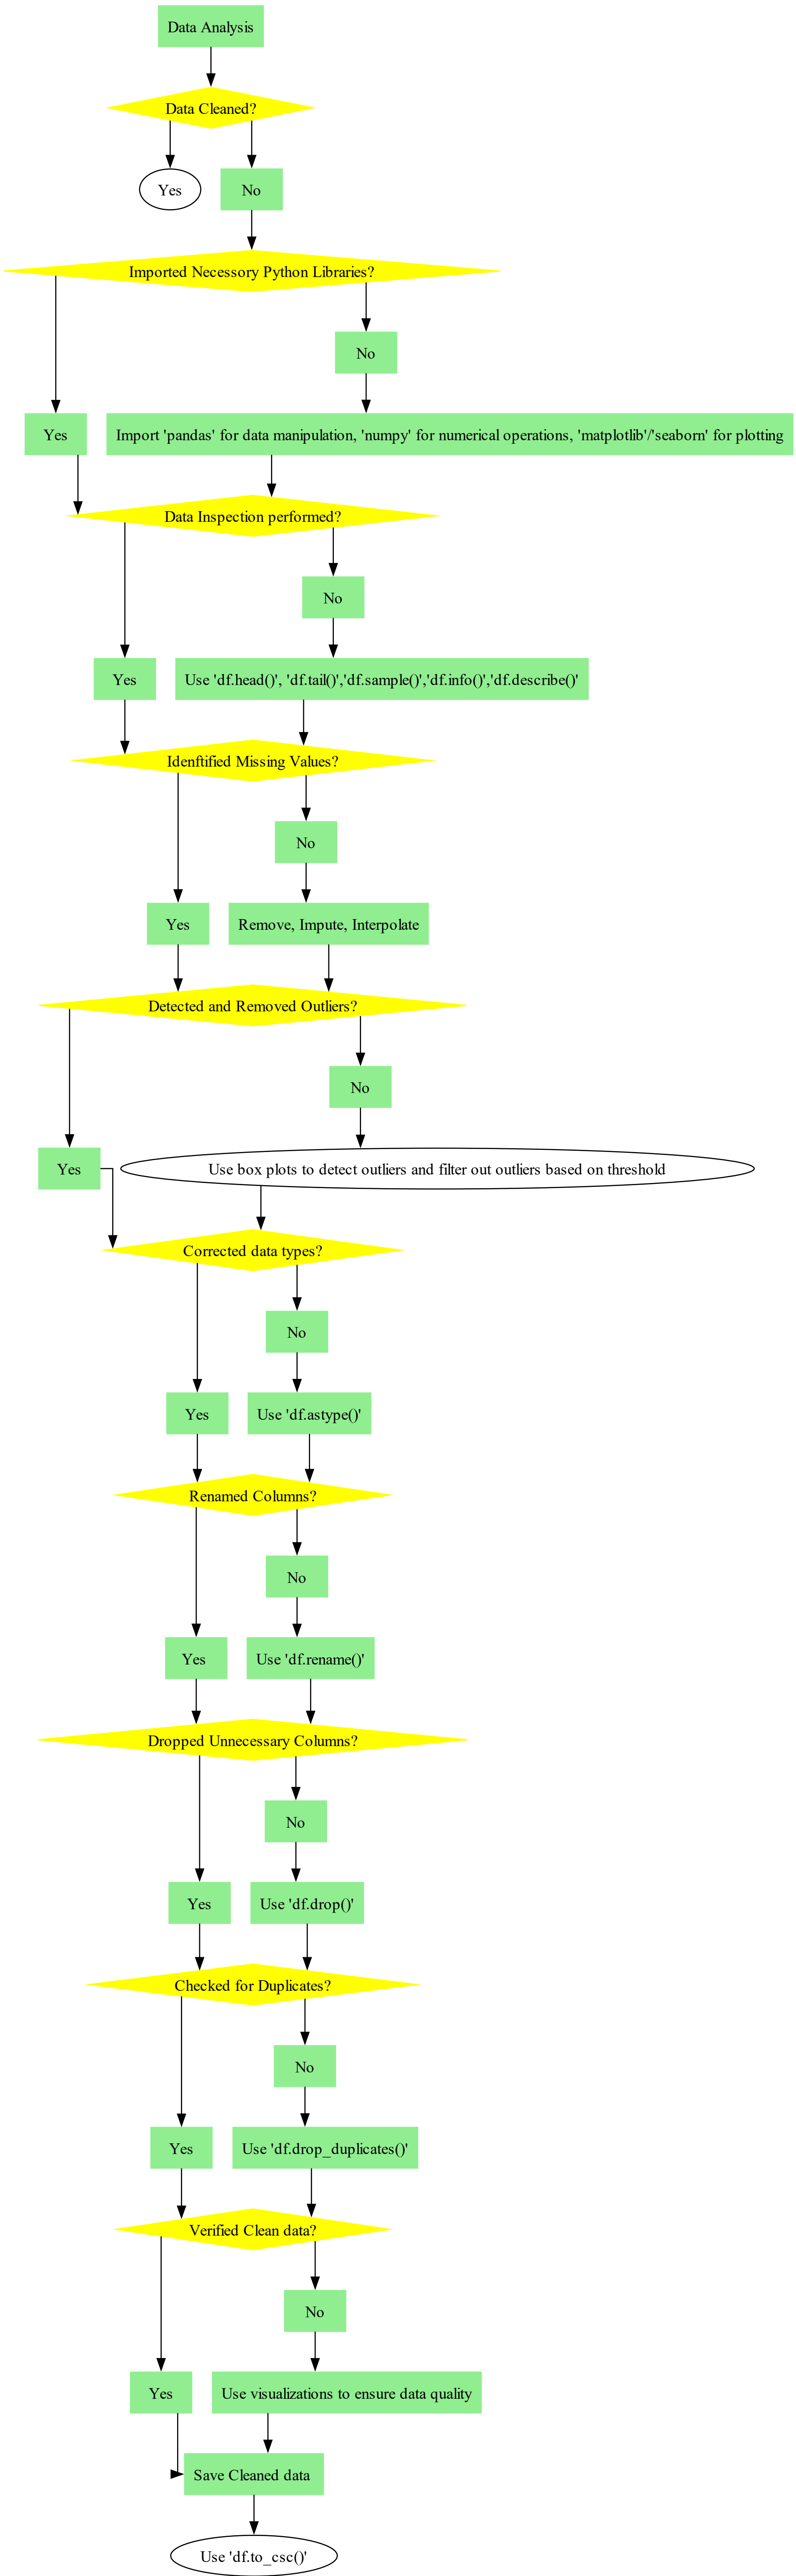 Data Analysis
Data Cleaned?
Yes
No
Imported Necessory Python Libraries?
No
Yes
Import 'pandas' for data manipulation, 'numpy' for numerical operations, 'matplotlib'/'seaborn' for plotting
Data Inspection performed?
No
Yes
Use 'df.head()', 'df.tail()','df.sample()','df.info()','df.describe()'
Idenftified Missing Values?
No
Yes
Remove, Impute, Interpolate
Detected and Removed Outliers?
No
Yes
Use box plots to detect outliers and filter out outliers based on threshold
Corrected data types?
No
Yes
Use 'df.astype()'
Renamed Columns?
No
Yes
Use 'df.rename()'
Dropped Unnecessary Columns?
No
Yes
Use 'df.drop()'
Checked for Duplicates?
No
Yes
Use 'df.drop_duplicates()'
Verified Clean data?
No
Yes
Use visualizations to ensure data quality
Save Cleaned data
Use 'df.to_csc()'